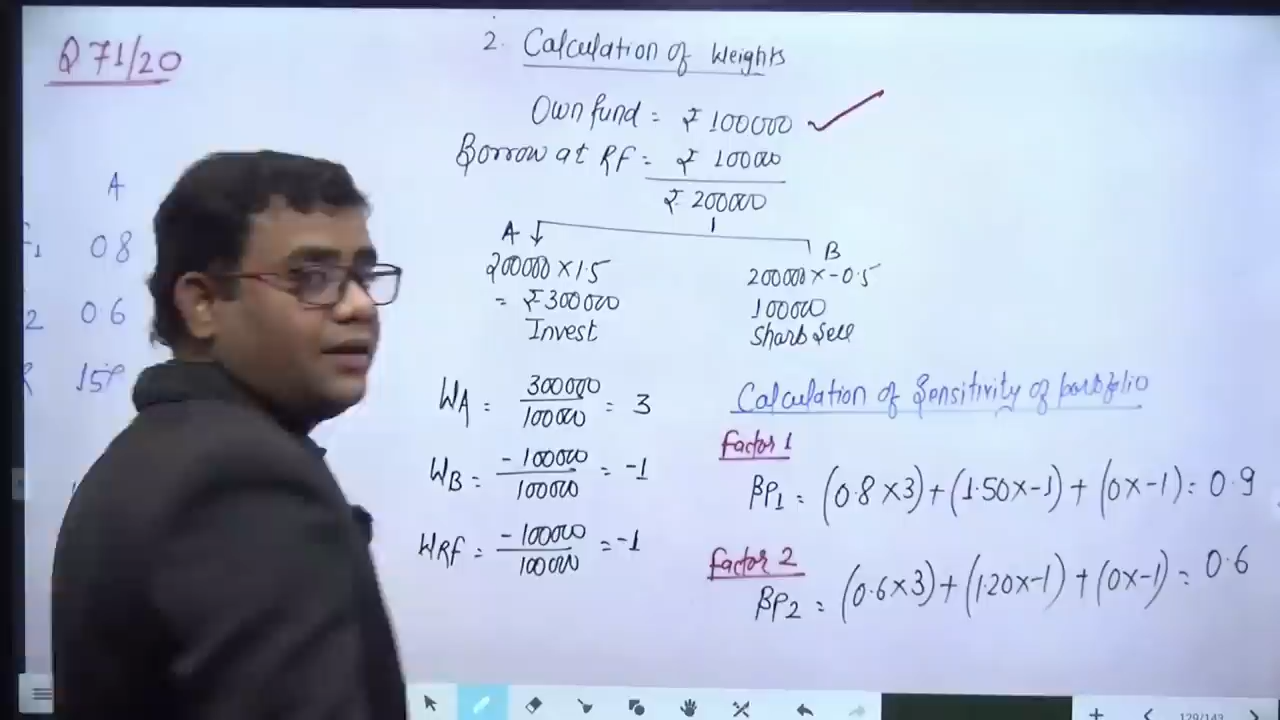 Q 71/20
2. Calculation of Weights
Own fund = ₹ 100000
Borrow at RF = ₹ 100000
₹ 200000
A
200000 × 1.5
= ₹ 300000
Invest
B
200000 × -0.5
100000
Short Sell
A
0.8
2 0.6
WA = 300000 / 100000 = 3
WB = -100000 / 100000 = -1
WRF = -100000 / 100000 = -1
Calculation of Sensitivity of portfolio
Factor 1
βP1 = (0.8 × 3) + (1.50 × -1) + (0 × -1) = 0.9
Factor 2
βP2 = (0.6 × 3) + (1.20 × -1) + (0 × -1) = 0.6
129/143